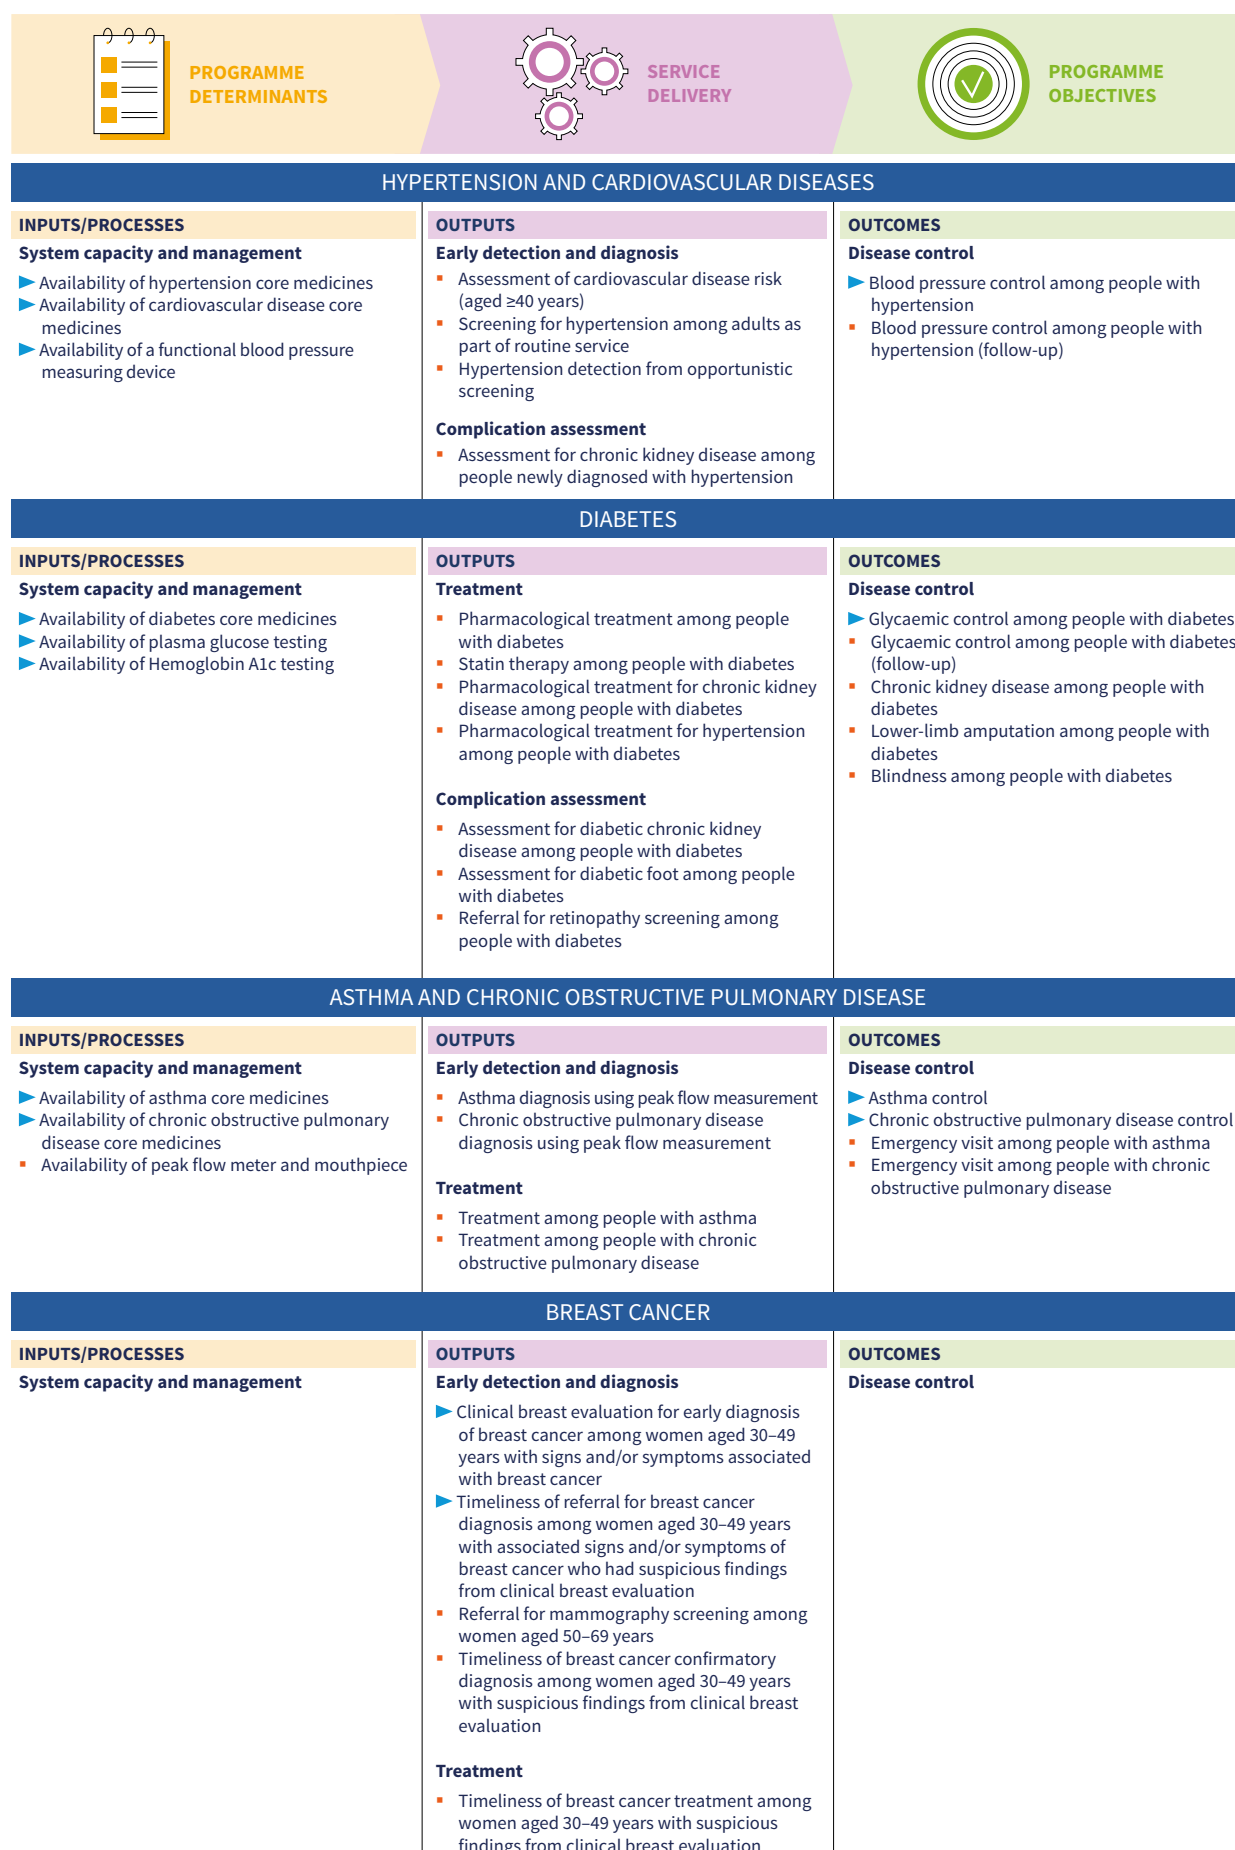 PROGRAMME
DETERMINANTS
SERVICE
DELIVERY
PROGRAMME
OBJECTIVES
HYPERTENSION AND CARDIOVASCULAR DISEASES
INPUTS/PROCESSES
System capacity and management
Availability of hypertension core medicines
Availability of cardiovascular disease core
medicines
Availability of a functional blood pressure
measuring device
OUTPUTS
Early detection and diagnosis
Assessment of cardiovascular disease risk
(aged ≥40 years)
Screening for hypertension among adults as
part of routine service
Hypertension detection from opportunistic
screening
Complication assessment
Assessment for chronic kidney disease among
people newly diagnosed with hypertension
OUTCOMES
Disease control
Blood pressure control among people with
hypertension
Blood pressure control among people with
hypertension (follow-up)
DIABETES
INPUTS/PROCESSES
System capacity and management
Availability of diabetes core medicines
Availability of plasma glucose testing
Availability of Hemoglobin A1c testing
OUTPUTS
Treatment
Pharmacological treatment among people
with diabetes
Statin therapy among people with diabetes
Pharmacological treatment for chronic kidney
disease among people with diabetes
Pharmacological treatment for hypertension
among people with diabetes
Complication assessment
Assessment for diabetic chronic kidney
disease among people with diabetes
Assessment for diabetic foot among people
with diabetes
Referral for retinopathy screening among
people with diabetes
OUTCOMES
Disease control
Glycaemic control among people with diabetes
Glycaemic control among people with diabetes
(follow-up)
Chronic kidney disease among people with
diabetes
Lower-limb amputation among people with
diabetes
Blindness among people with diabetes
ASTHMA AND CHRONIC OBSTRUCTIVE PULMONARY DISEASE
INPUTS/PROCESSES
System capacity and management
Availability of asthma core medicines
Availability of chronic obstructive pulmonary
disease core medicines
Availability of peak flow meter and mouthpiece
OUTPUTS
Early detection and diagnosis
Asthma diagnosis using peak flow measurement
Chronic obstructive pulmonary disease
diagnosis using peak flow measurement
Treatment
Treatment among people with asthma
Treatment among people with chronic
obstructive pulmonary disease
OUTCOMES
Disease control
Asthma control
Chronic obstructive pulmonary disease control
Emergency visit among people with asthma
Emergency visit among people with chronic
obstructive pulmonary disease
BREAST CANCER
INPUTS/PROCESSES
System capacity and management
OUTPUTS
Early detection and diagnosis
Clinical breast evaluation for early diagnosis
of breast cancer among women aged 30–49
years with signs and/or symptoms associated
with breast cancer
Timeliness of referral for breast cancer
diagnosis among women aged 30–49 years
with associated signs and/or symptoms of
breast cancer who had suspicious findings
from clinical breast evaluation
Referral for mammography screening among
women aged 50–69 years
Timeliness of breast cancer confirmatory
diagnosis among women aged 30–49 years
with suspicious findings from clinical breast
evaluation
Treatment
Timeliness of breast cancer treatment among
women aged 30–49 years with suspicious
findings from clinical breast evaluation
OUTCOMES
Disease control